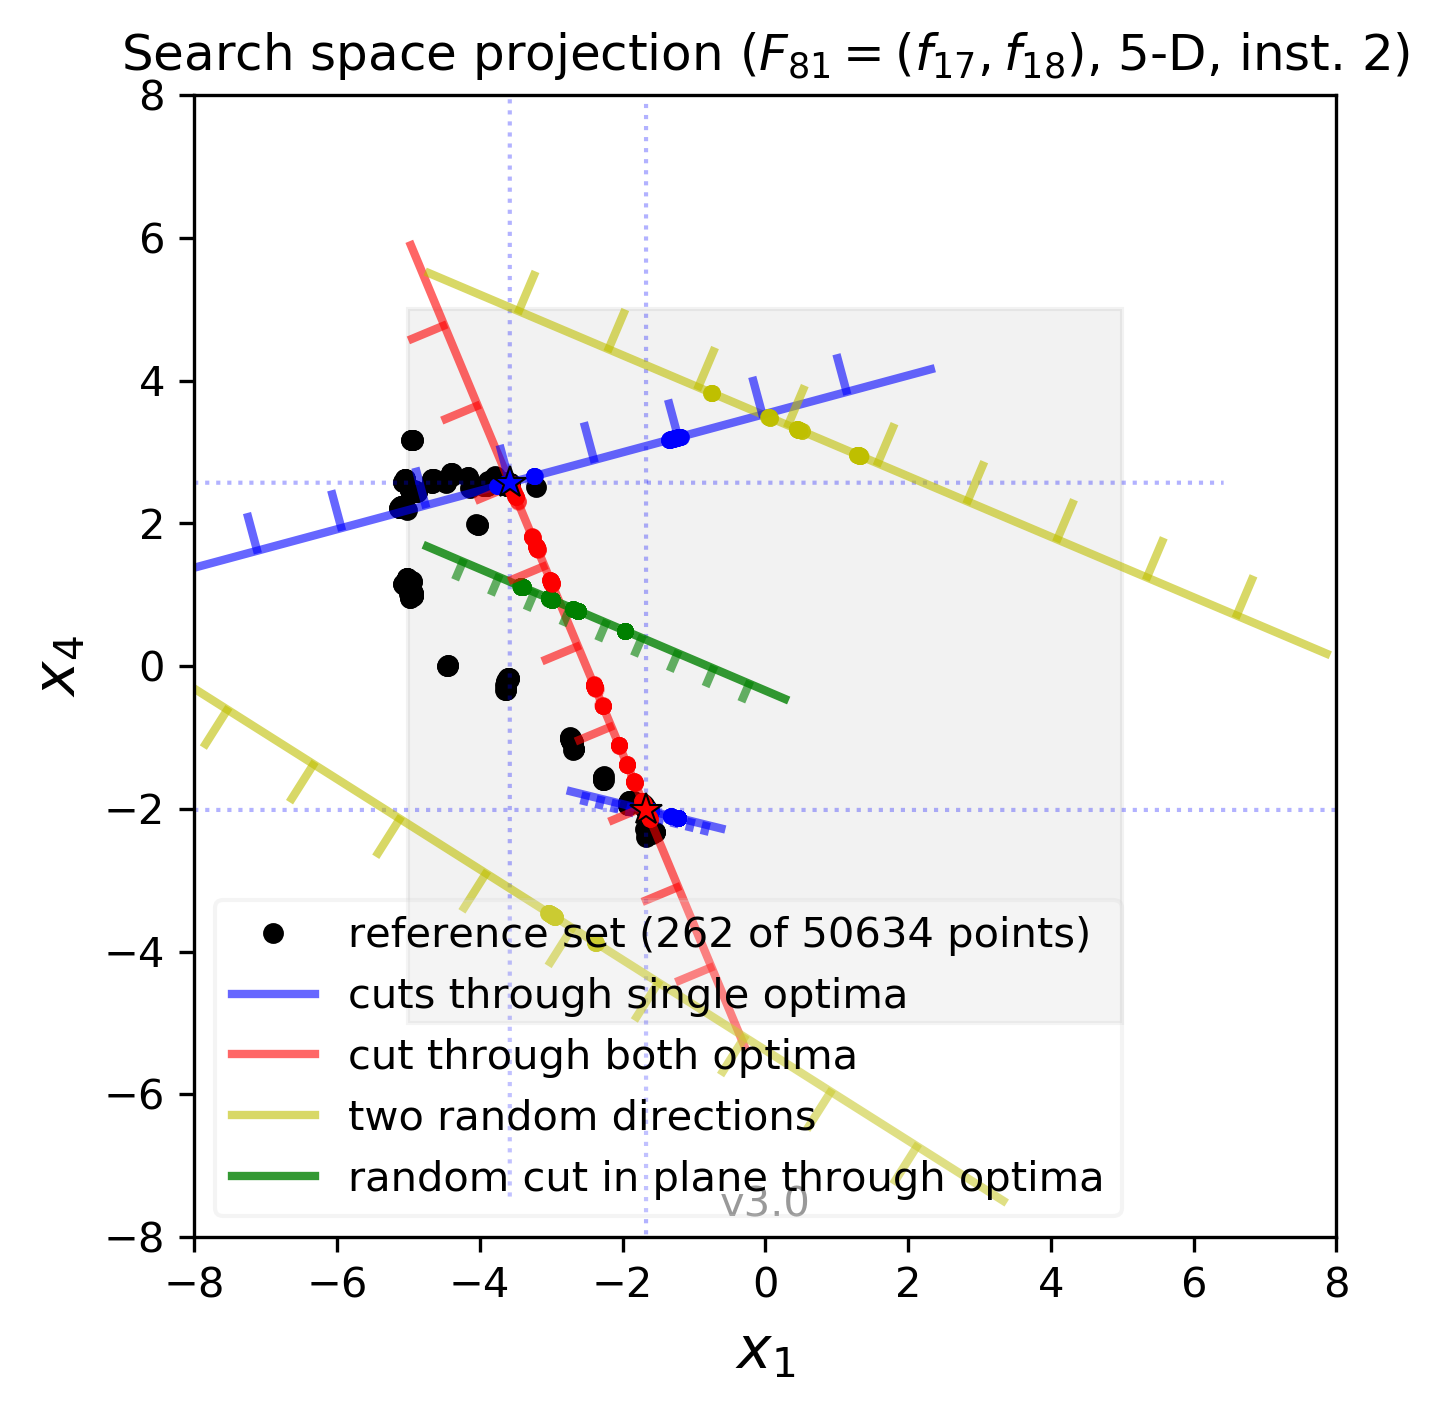 Search space projection (F₈₁ = (f₁₇, f₁₈), 5-D, inst. 2)
8
6
4
2
0
−2
−4
−6
−8
x₄
reference set (262 of 50634 points)
cuts through single optima
cut through both optima
two random directions
random cut in plane through optima
v3.0
−8 −6 −4 −2 0 2 4 6 8
x₁